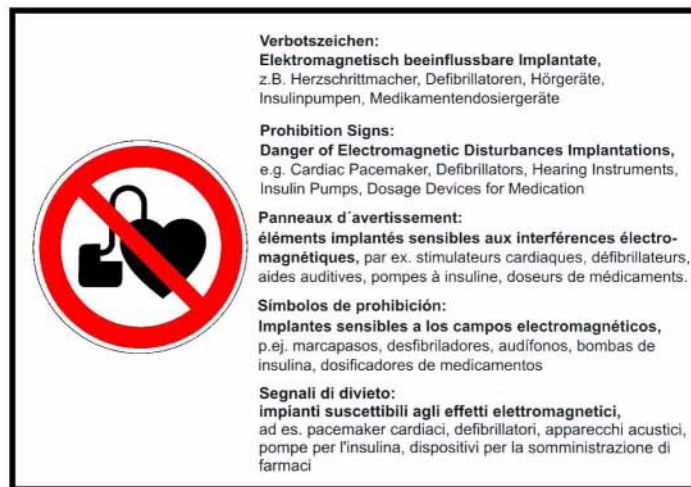 Verbotszeichen:
Elektromagnetisch beeinflussbare Implantate,
z.B. Herzschrittmacher, Defibrillatoren, Hörgeräte,
Insulinpumpen, Medikamentendosiergeräte
Prohibition Signs:
Danger of Electromagnetic Disturbances Implantations,
e.g. Cardiac Pacemaker, Defibrillators, Hearing Instruments,
Insulin Pumps, Dosage Devices for Medication
Panneaux d´avertissement:
éléments implantés sensibles aux interférences électro-
magnétiques, par ex. stimulateurs cardiaques, défibrillateurs,
aides auditives, pompes à insuline, doseurs de médicaments.
Símbolos de prohibición:
Implantes sensibles a los campos electromagnéticos,
p.ej. marcapasos, desfibriladores, audífonos, bombas de
insulina, dosificadores de medicamentos
Segnali di divieto:
impianti suscettibili agli effetti elettromagnetici,
ad es. pacemaker cardiaci, defibrillatori, apparecchi acustici,
pompe per l'insulina, dispositivi per la somministrazione di
farmaci